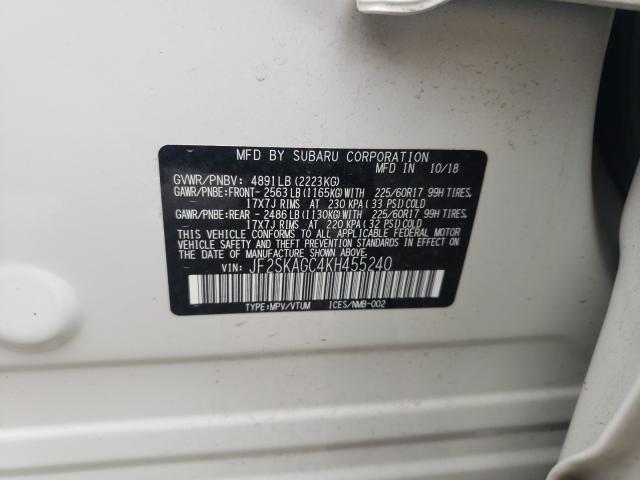 MFD BY SUBARU CORPORATION
MFD IN 10/18
GVWR/PNBV: 4891LB (2223KG)
GAWR/PNBE:FRONT- 2563LB (1165KG)WITH 225/60R17 99H TIRES,
17X7J RIMS AT 230 KPA (33 PSI)COLD
GAWR/PNBE:REAR - 2486LB (1130KG)WITH 225/60R17 99H TIRES,
17X7J RIMS AT 220 KPA (32 PSI)COLD
THIS VEHICLE CONFORMS TO ALL APPLICABLE FEDERAL MOTOR
VEHICLE SAFETY AND THEFT PREVENTION STANDARDS IN EFFECT
ON THE DATE OF MANUFACTURE SHOWN ABOVE.
VIN: JF2SKAGC4KH455240
TYPE:MPV/VTUM ICES/NMB-002